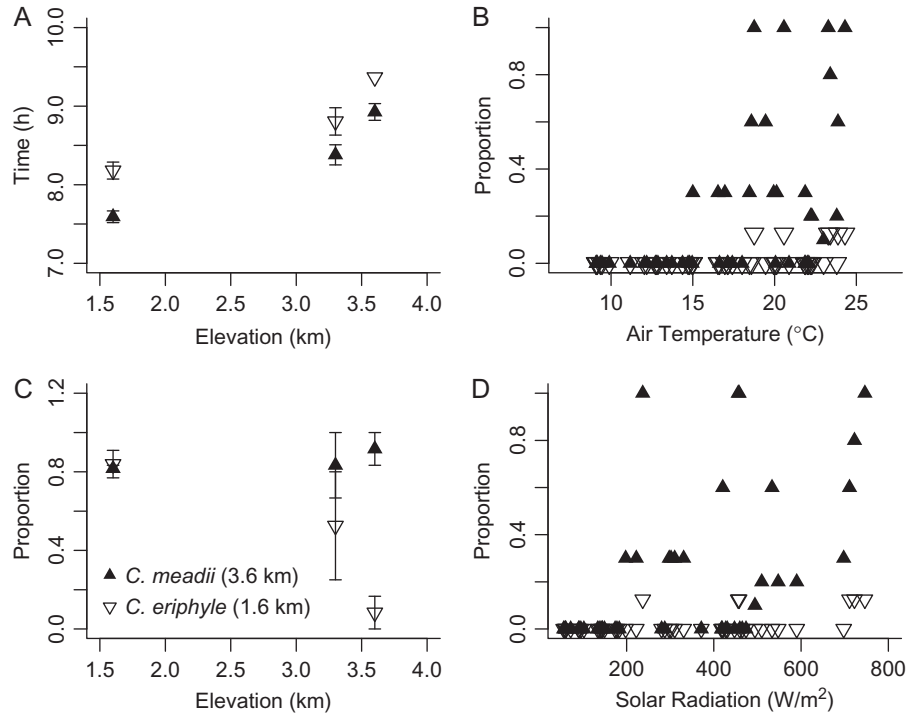 A
Time (h)
10.0
9.0
8.0
7.0
1.5 2.0 2.5 3.0 3.5 4.0
Elevation (km)
B
Proportion
0.8
0.4
0.0
10 15 20 25
Air Temperature (°C)
C
Proportion
1.2
0.8
0.4
0.0
C. meadii (3.6 km)
C. eriphyle (1.6 km)
1.5 2.0 2.5 3.0 3.5 4.0
Elevation (km)
D
Proportion
0.8
0.4
0.0
200 400 600 800
Solar Radiation (W/m²)